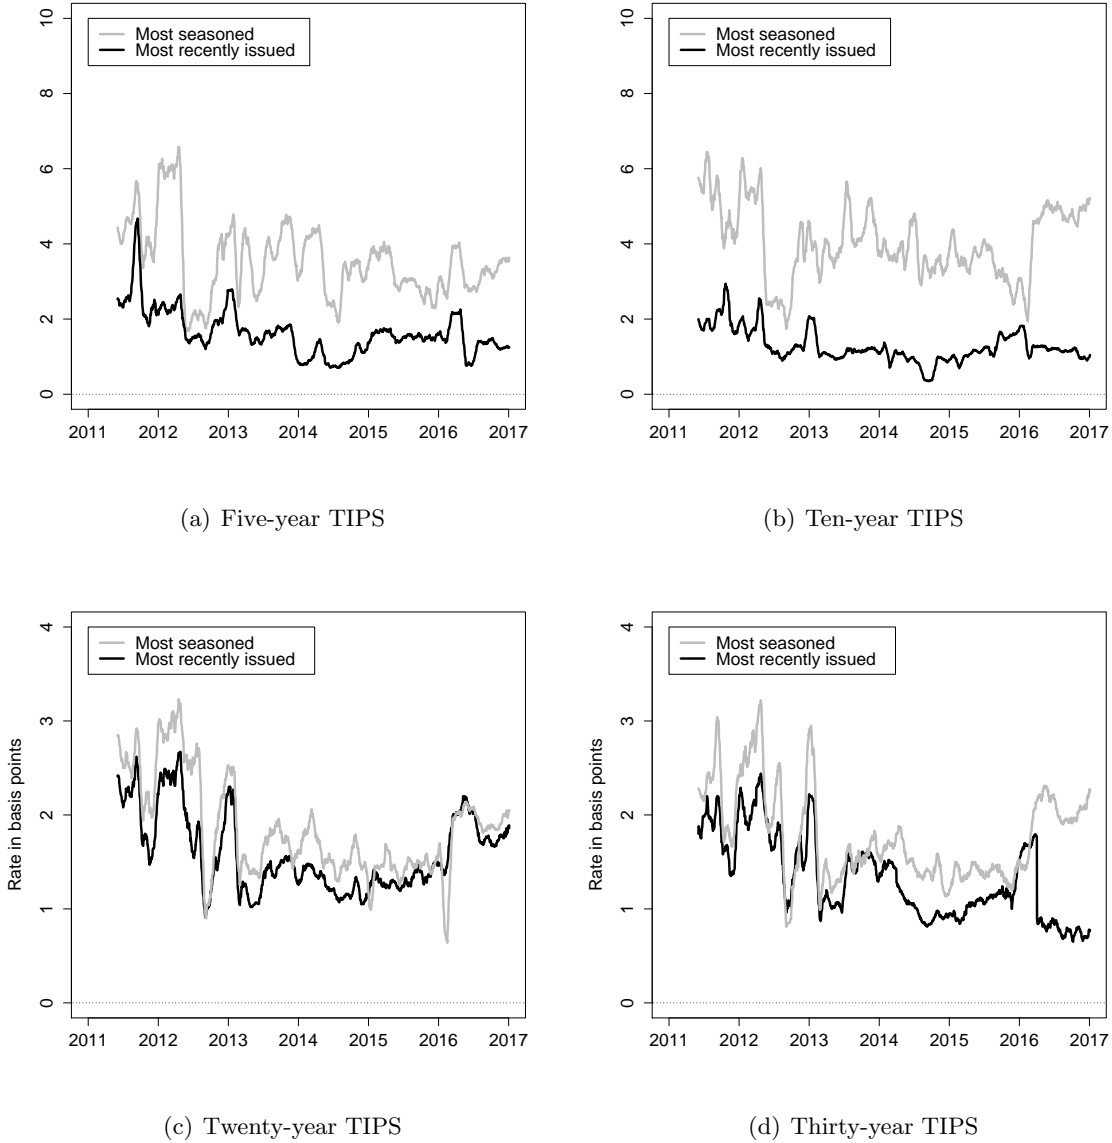 Most seasoned
Most recently issued
0 2 4 6 8 10
2011 2012 2013 2014 2015 2016 2017
(a) Five-year TIPS
Most seasoned
Most recently issued
0 2 4 6 8 10
2011 2012 2013 2014 2015 2016 2017
(b) Ten-year TIPS
Most seasoned
Most recently issued
Rate in basis points
0 1 2 3 4
2011 2012 2013 2014 2015 2016 2017
(c) Twenty-year TIPS
Most seasoned
Most recently issued
Rate in basis points
0 1 2 3 4
2011 2012 2013 2014 2015 2016 2017
(d) Thirty-year TIPS